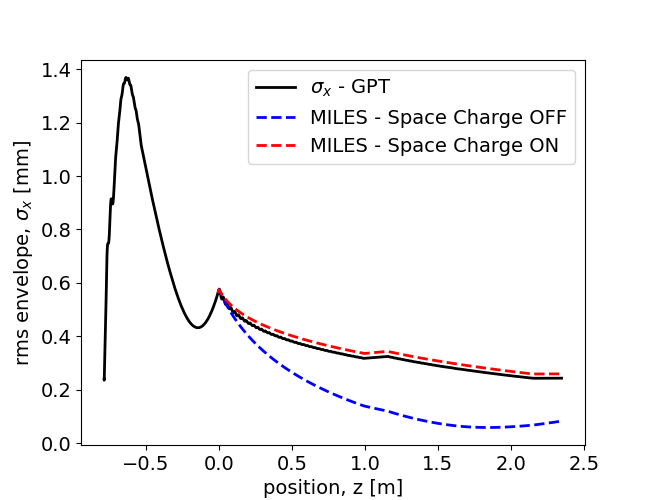 σx - GPT
MILES - Space Charge OFF
MILES - Space Charge ON
rms envelope, σx [mm]
1.4
1.2
1.0
0.8
0.6
0.4
0.2
0.0
−0.5 0.0 0.5 1.0 1.5 2.0 2.5
position, z [m]